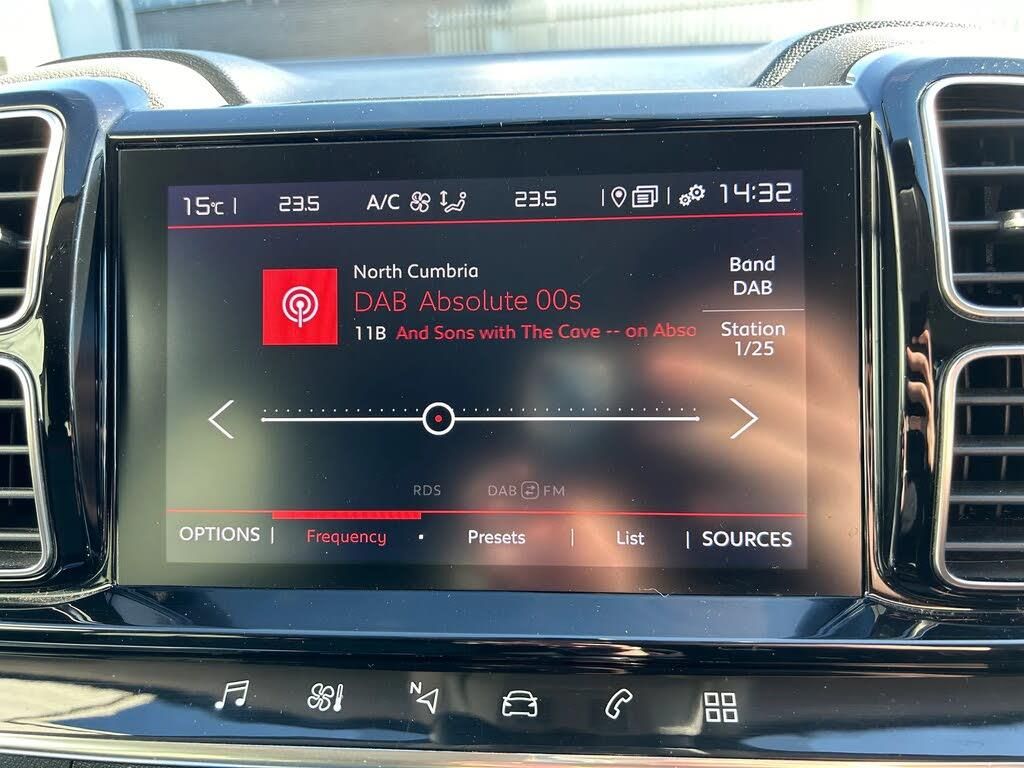 15°C | 23.5 A/C 23.5 | | 14:32
North Cumbria
DAB Absolute 00s
11B And Sons with The Cave -- on Abso
Band
DAB
Station
1/25
RDS DAB FM
OPTIONS | Frequency · Presets | List | SOURCES
N